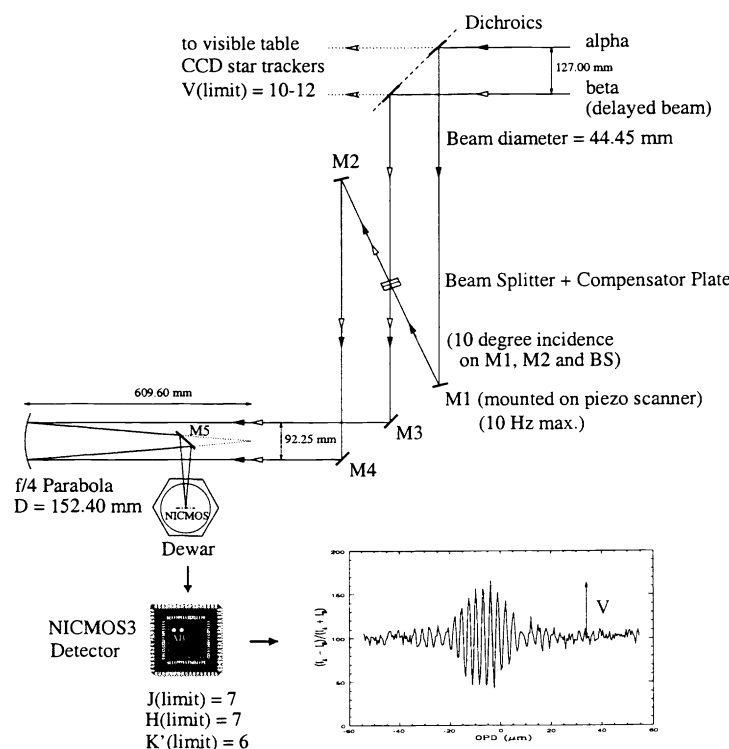 Dichroics
to visible table
CCD star trackers
V(limit) = 10-12
alpha
127.00 mm
beta
(delayed beam)
Beam diameter = 44.45 mm
M2
Beam Splitter + Compensator Plate
(10 degree incidence
on M1, M2 and BS)
M1 (mounted on piezo scanner)
(10 Hz max.)
609.60 mm
M5
92.25 mm
M3
M4
f/4 Parabola
D = 152.40 mm
NICMOS
Dewar
NICMOS3
Detector
J(limit) = 7
H(limit) = 7
K'(limit) = 6
200
150
100
50
0
V
-60
-40
-20
0
20
40
60
OPD (μm)